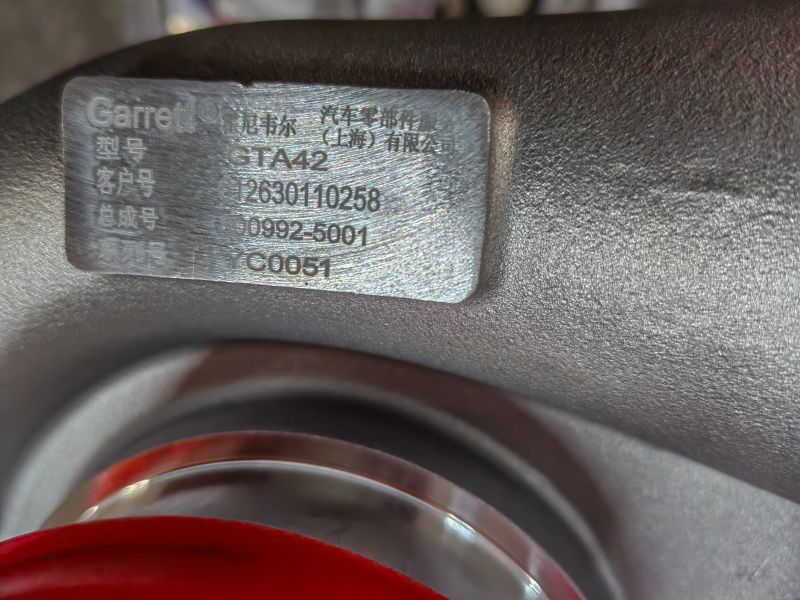 Garrett® 霍尼韦尔 汽车零部件服务
(上海)有限公司
型号 GTA42
客户号 612630110258
总成号 990992-5001
系列号 YC0051